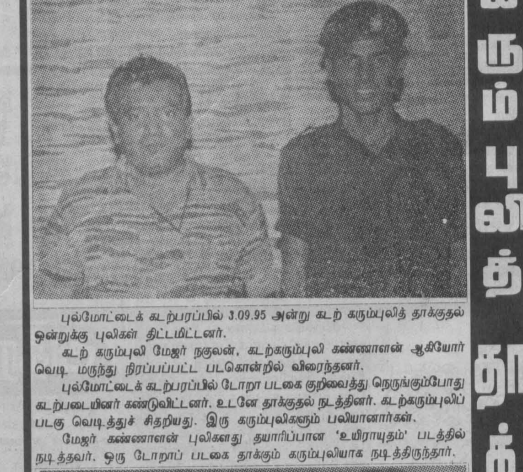 புல்மோட்டைக் கடற்பரப்பில் 3.09.95 அன்று கடற் கரும்புலித் தாக்குதல்
ஒன்றுக்கு புலிகள் திட்டமிட்டனர்.
கடற் கரும்புலி மேஜர் நகுலன், கடற்கரும்புலி கண்ணாளன் ஆகியோர்
வெடி மருந்து நிரப்பப்பட்ட படகொன்றில் விரைந்தனர்.
புல்மோட்டைக் கடற்பரப்பில் டோறா படகை குறிவைத்து நெருங்கும்போது
கடற்படையினர் கண்டுவிட்டனர். உடனே தாக்குதல் நடத்தினர். கடற்கரும்புலிப்
படகு வெடித்துச் சிதறியது. இரு கரும்புலிகளும் பலியானார்கள்.
மேஜர் கண்ணாளன் புலிகளது தயாரிப்பான 'உயிராயுதம்' படத்தில்
நடித்தவர். ஒரு டோறாப் படகை தாக்கும் கரும்புலியாக நடித்திருந்தார்.
கரும்புலித் தாக்